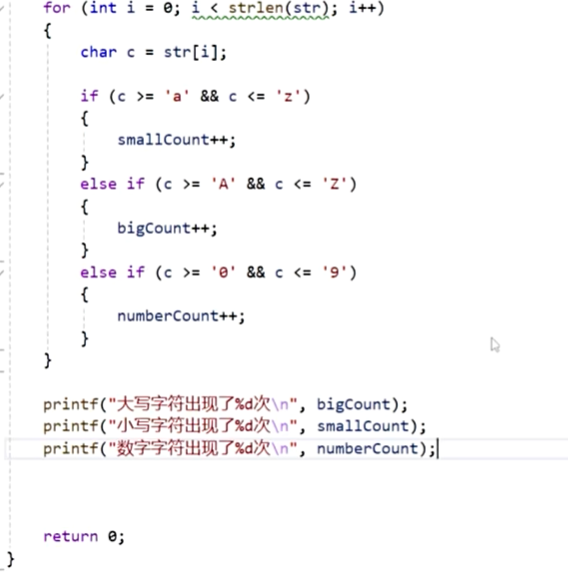 for (int i = 0; i < strlen(str); i++)
{
char c = str[i];
if (c >= 'a' && c <= 'z')
{
smallCount++;
}
else if (c >= 'A' && c <= 'Z')
{
bigCount++;
}
else if (c >= '0' && c <= '9')
{
numberCount++;
}
}
printf("大写字符出现了%d次\n", bigCount);
printf("小写字符出现了%d次\n", smallCount);
printf("数字字符出现了%d次\n", numberCount);
return 0;
}